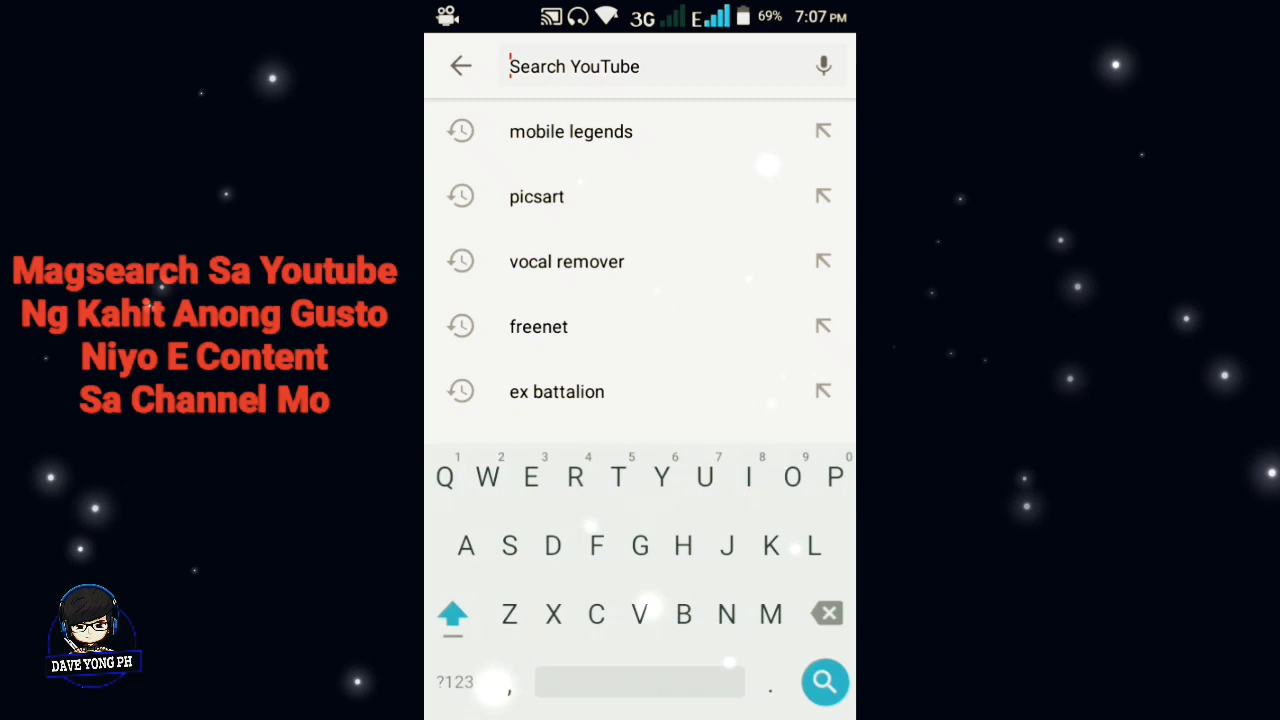 3G E 69% 7:07 PM
Search YouTube
mobile legends
picsart
vocal remover
freenet
ex battalion
Magsearch Sa Youtube
Ng Kahit Anong Gusto
Niyo E Content
Sa Channel Mo
1 2 3 4 5 6 7 8 9 0
Q W E R T Y U I O P
A S D F G H J K L
Z X C V B N M
?123 , .
DAVE YONG PH